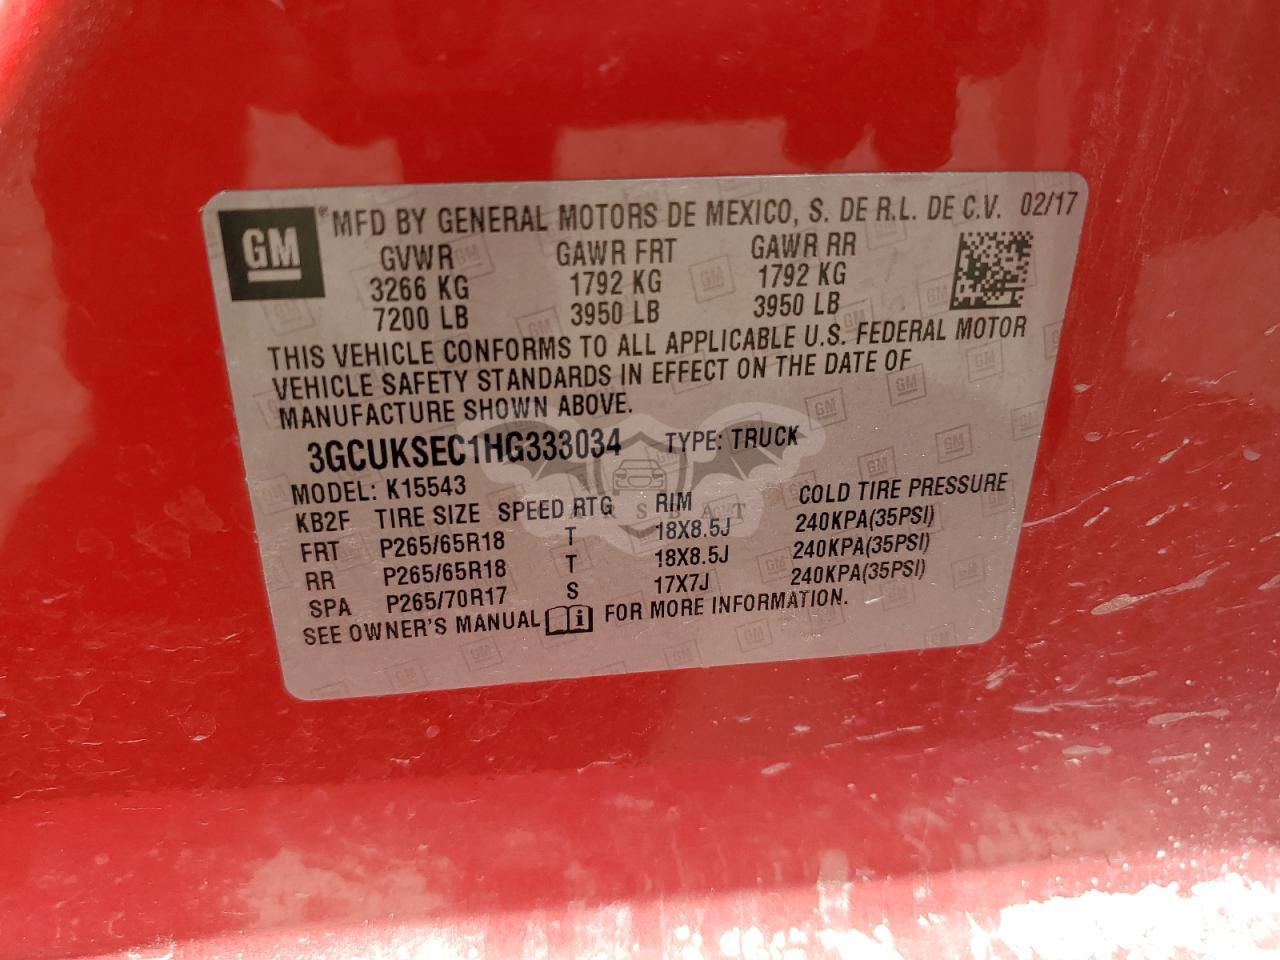 GM ® MFD BY GENERAL MOTORS DE MEXICO, S. DE R.L. DE C.V. 02/17
GVWR GAWR FRT GAWR RR
3266 KG 1792 KG 1792 KG
7200 LB 3950 LB 3950 LB
THIS VEHICLE CONFORMS TO ALL APPLICABLE U.S. FEDERAL MOTOR
VEHICLE SAFETY STANDARDS IN EFFECT ON THE DATE OF
MANUFACTURE SHOWN ABOVE.
3GCUKSEC1HG333034 TYPE: TRUCK
MODEL: K15543
KB2F TIRE SIZE SPEED RTG RIM COLD TIRE PRESSURE
FRT P265/65R18 T 18X8.5J 240KPA(35PSI)
RR P265/65R18 T 18X8.5J 240KPA(35PSI)
SPA P265/70R17 S 17X7J 240KPA(35PSI)
SEE OWNER'S MANUAL i FOR MORE INFORMATION.